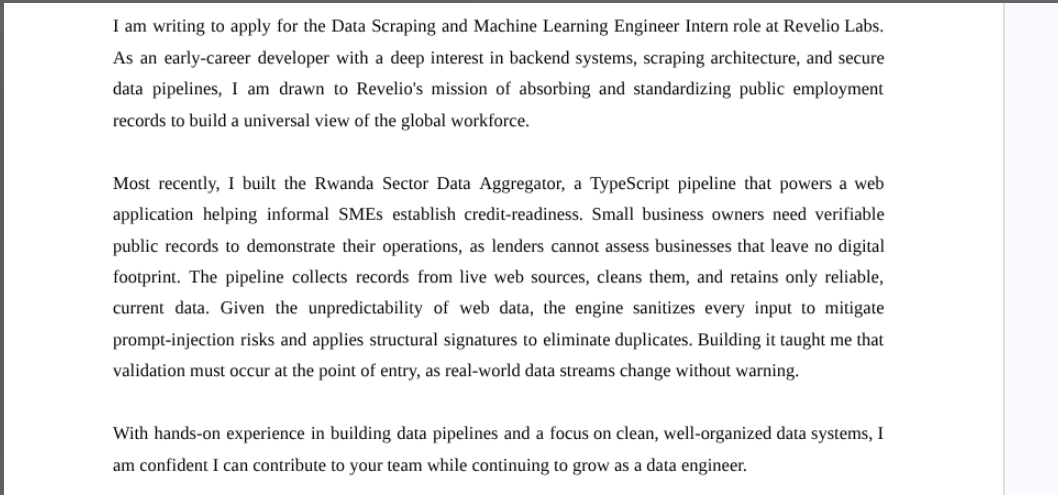 I am writing to apply for the Data Scraping and Machine Learning Engineer Intern role at Revelio Labs.
As an early-career developer with a deep interest in backend systems, scraping architecture, and secure
data pipelines, I am drawn to Revelio's mission of absorbing and standardizing public employment
records to build a universal view of the global workforce.
Most recently, I built the Rwanda Sector Data Aggregator, a TypeScript pipeline that powers a web
application helping informal SMEs establish credit-readiness. Small business owners need verifiable
public records to demonstrate their operations, as lenders cannot assess businesses that leave no digital
footprint. The pipeline collects records from live web sources, cleans them, and retains only reliable,
current data. Given the unpredictability of web data, the engine sanitizes every input to mitigate
prompt-injection risks and applies structural signatures to eliminate duplicates. Building it taught me that
validation must occur at the point of entry, as real-world data streams change without warning.
With hands-on experience in building data pipelines and a focus on clean, well-organized data systems, I
am confident I can contribute to your team while continuing to grow as a data engineer.